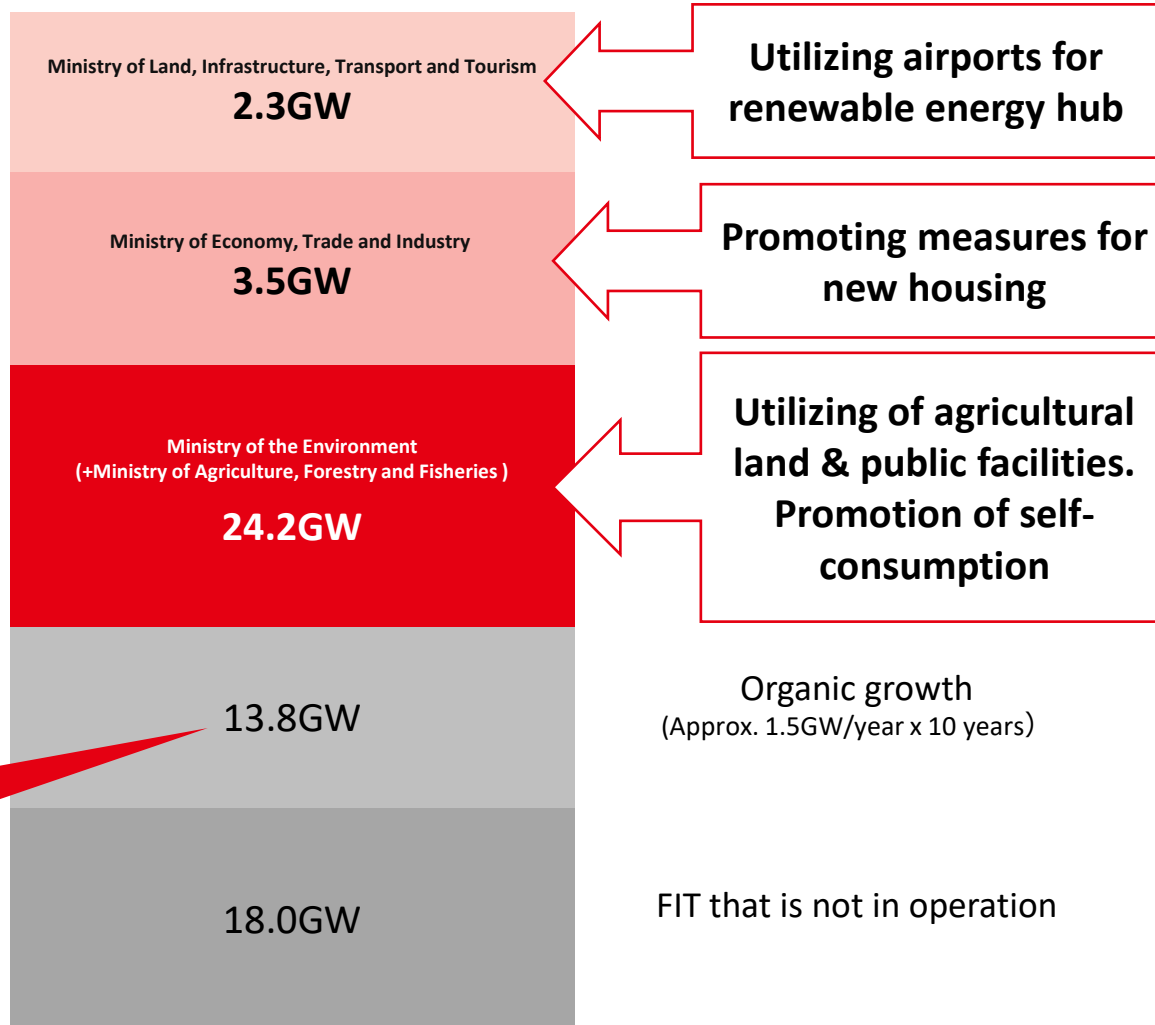 Ministry of Land, Infrastructure, Transport and Tourism
2.3GW
Utilizing airports for
renewable energy hub
Ministry of Economy, Trade and Industry
3.5GW
Promoting measures for
new housing
Ministry of the Environment
(+Ministry of Agriculture, Forestry and Fisheries )
24.2GW
Utilizing of agricultural
land & public facilities.
Promotion of self-
consumption
13.8GW
Organic growth
(Approx. 1.5GW/year x 10 years）
18.0GW
FIT that is not in operation